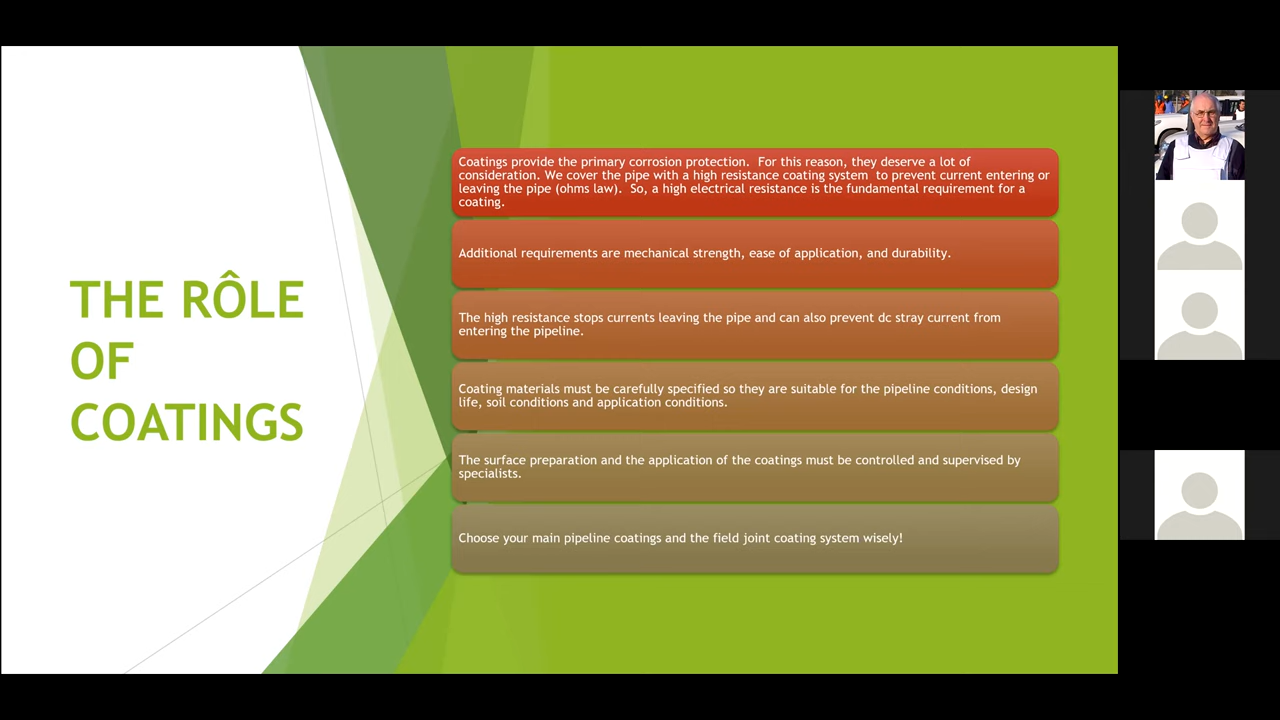 THE RÔLE
OF
COATINGS
Coatings provide the primary corrosion protection.  For this reason, they deserve a lot of
consideration. We cover the pipe with a high resistance coating system  to prevent current entering or
leaving the pipe (ohms law).  So, a high electrical resistance is the fundamental requirement for a
coating.
Additional requirements are mechanical strength, ease of application, and durability.
The high resistance stops currents leaving the pipe and can also prevent dc stray current from
entering the pipeline.
Coating materials must be carefully specified so they are suitable for the pipeline conditions, design
life, soil conditions and application conditions.
The surface preparation and the application of the coatings must be controlled and supervised by
specialists.
Choose your main pipeline coatings and the field joint coating system wisely!